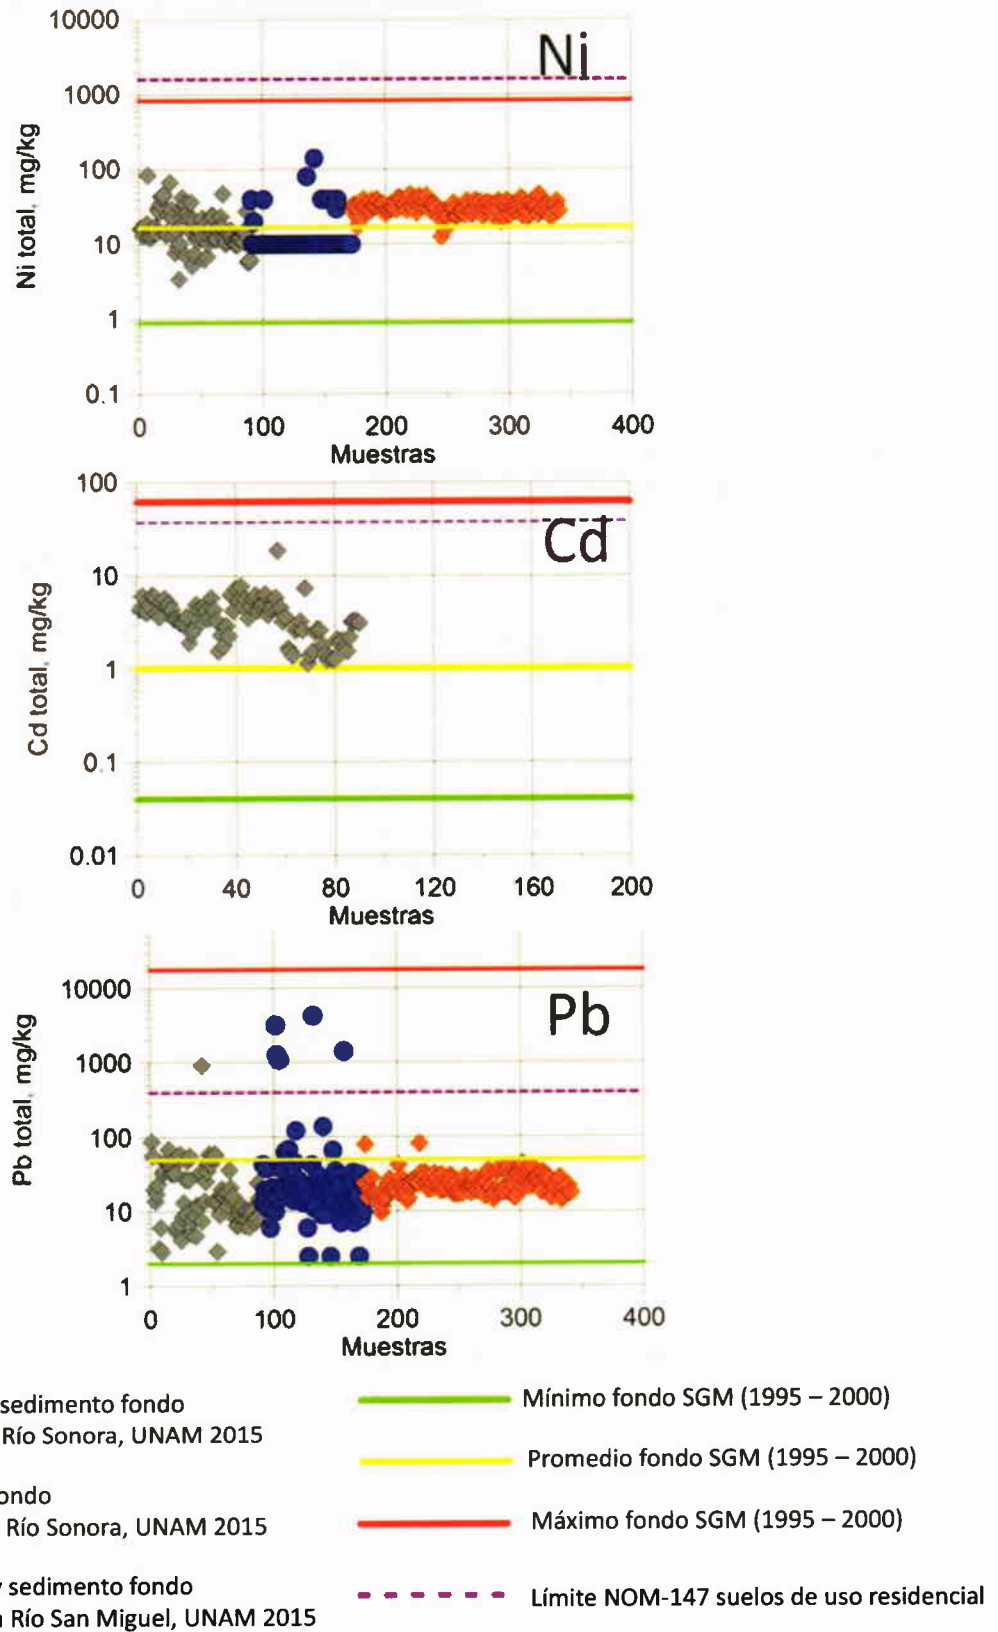 10000
Ni
1000
100
10
1
0.1
Ni total, mg/kg
0 100 200 300 400
Muestras
100
Cd
10
1
0.1
0.01
Cd total, mg/kg
0 40 80 120 160 200
Muestras
10000
Pb
1000
100
10
1
Pb total, mg/kg
0 100 200 300 400
Muestras
sedimento fondo
Río Sonora, UNAM 2015
Río Sonora, UNAM 2015
sedimento fondo
Río San Miguel, UNAM 2015
Mínimo fondo SGM (1995 – 2000)
Promedio fondo SGM (1995 – 2000)
Máximo fondo SGM (1995 – 2000)
Límite NOM-147 suelos de uso residencial